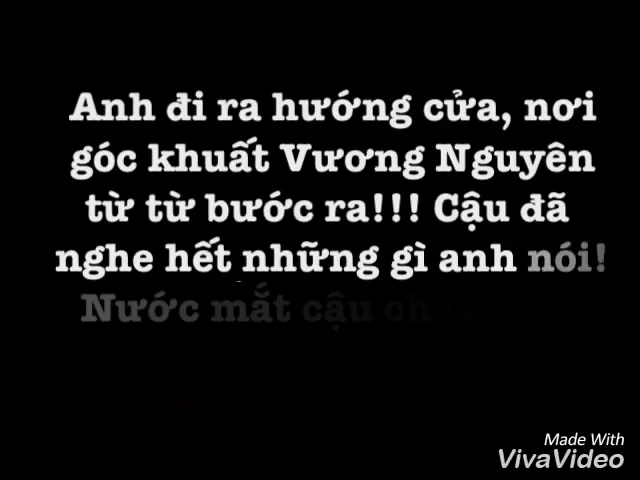 Anh đi ra hướng cửa, nơi
góc khuất Vương Nguyên
từ từ bước ra!!! Cậu đã
nghe hết những gì anh nói!
Nước mắt cậu chảy
Made With
VivaVideo